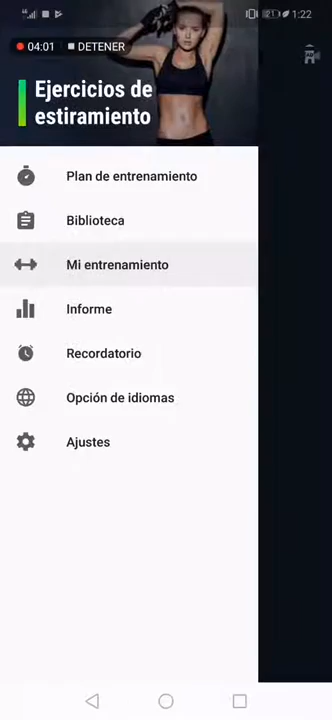 1:22
04:01 DETENER
Ejercicios de
estiramiento
Plan de entrenamiento
Biblioteca
Mi entrenamiento
Informe
Recordatorio
Opción de idiomas
Ajustes